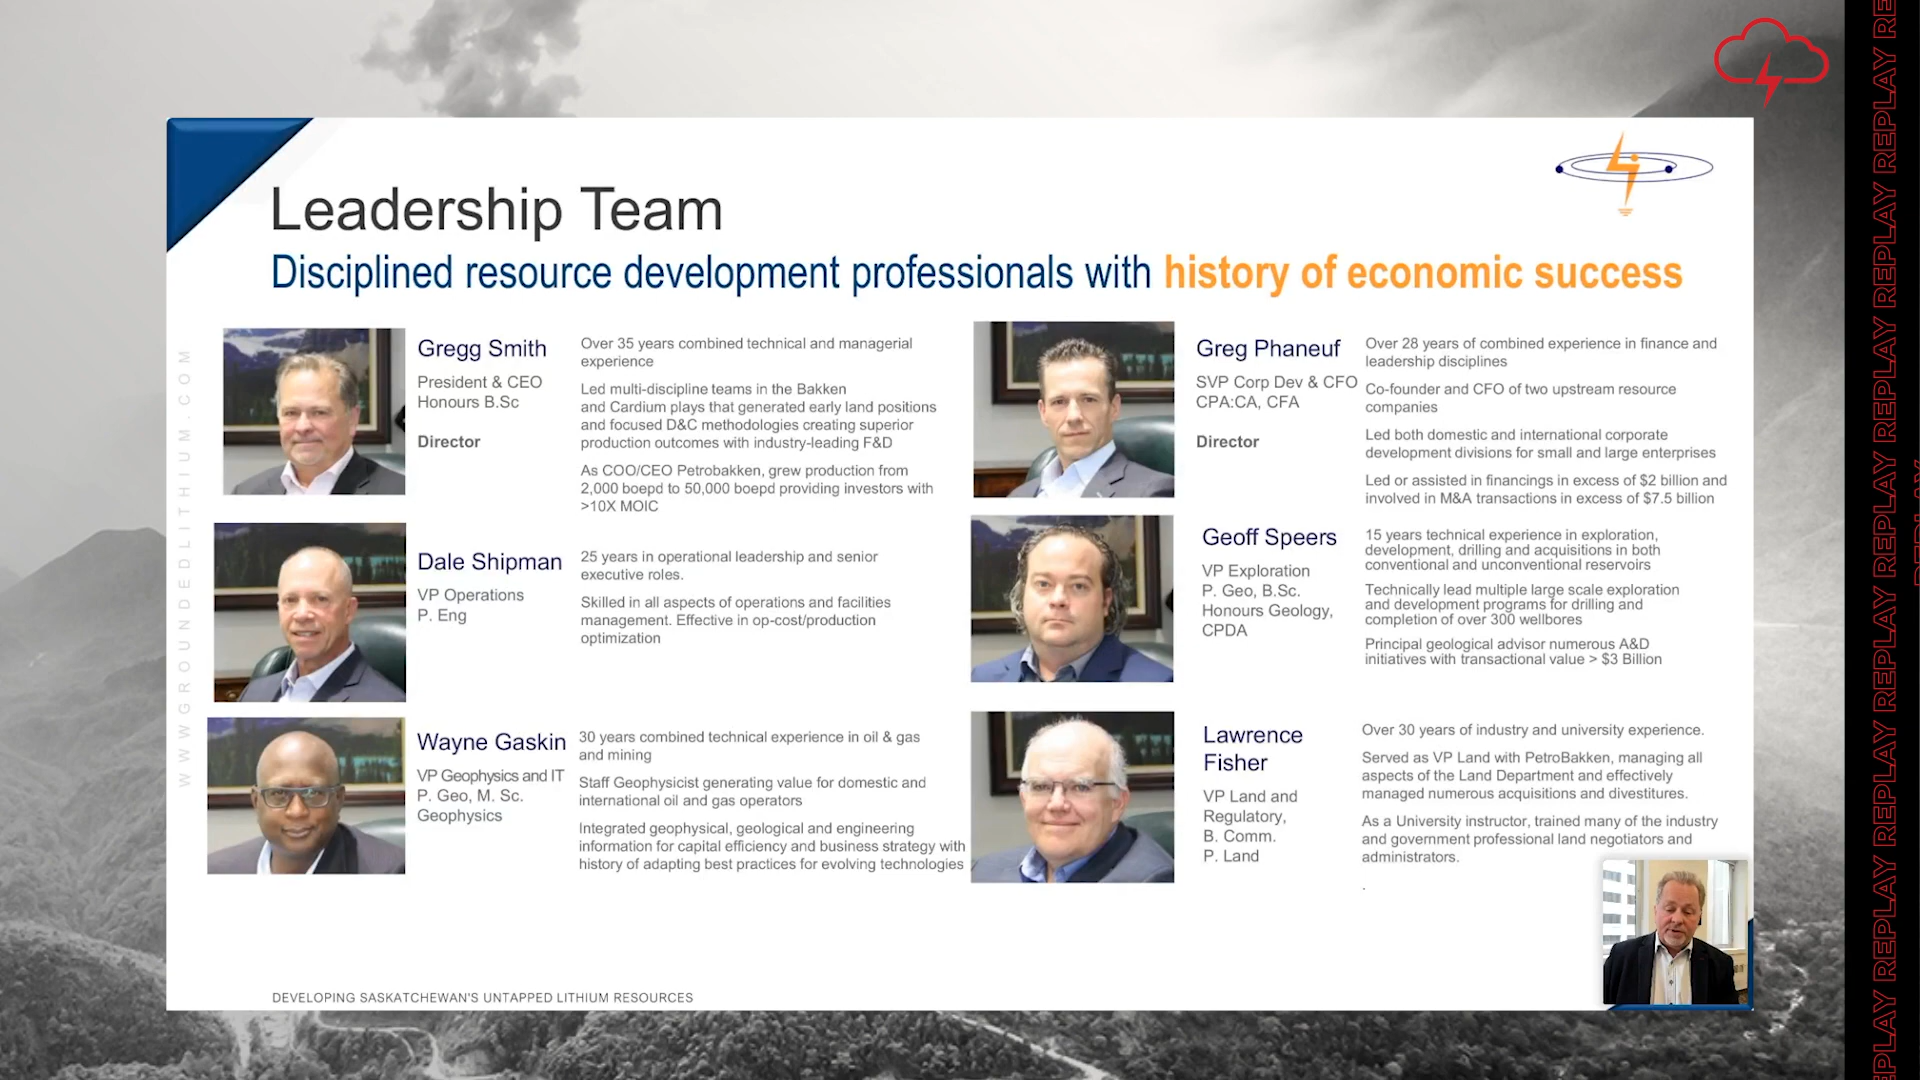 Leadership Team
Disciplined resource development professionals with history of economic success
WWWGROUNDEDLITHIUM.COM
Gregg Smith
President & CEO
Honours B.Sc
Director
Over 35 years combined technical and managerial
experience
Led multi-discipline teams in the Bakken
and Cardium plays that generated early land positions
and focused D&C methodologies creating superior
production outcomes with industry-leading F&D
As COO/CEO Petrobakken, grew production from
2,000 boepd to 50,000 boepd providing investors with
>10X MOIC
Greg Phaneuf
SVP Corp Dev & CFO
CPA:CA, CFA
Director
Over 28 years of combined experience in finance and
leadership disciplines
Co-founder and CFO of two upstream resource
companies
Led both domestic and international corporate
development divisions for small and large enterprises
Led or assisted in financings in excess of $2 billion and
involved in M&A transactions in excess of $7.5 billion
Dale Shipman
VP Operations
P. Eng
25 years in operational leadership and senior
executive roles.
Skilled in all aspects of operations and facilities
management. Effective in op-cost/production
optimization
Geoff Speers
VP Exploration
P. Geo, B.Sc.
Honours Geology,
CPDA
15 years technical experience in exploration,
development, drilling and acquisitions in both
conventional and unconventional reservoirs
Technically lead multiple large scale exploration
and development programs for drilling and
completion of over 300 wellbores
Principal geological advisor numerous A&D
initiatives with transactional value > $3 Billion
Wayne Gaskin
VP Geophysics and IT
P. Geo, M. Sc.
Geophysics
30 years combined technical experience in oil & gas
and mining
Staff Geophysicist generating value for domestic and
international oil and gas operators
Integrated geophysical, geological and engineering
information for capital efficiency and business strategy with
history of adapting best practices for evolving technologies
Lawrence
Fisher
VP Land and
Regulatory,
B. Comm.
P. Land
Over 30 years of industry and university experience.
Served as VP Land with PetroBakken, managing all
aspects of the Land Department and effectively
managed numerous acquisitions and divestitures.
As a University instructor, trained many of the industry
and government professional land negotiators and
administrators.
.
DEVELOPING SASKATCHEWAN'S UNTAPPED LITHIUM RESOURCES
REPLAY REPLAY REPLAY REPLAY REPLAY REPLAY REPLAY REPLAY REPLAY REPLAY RE